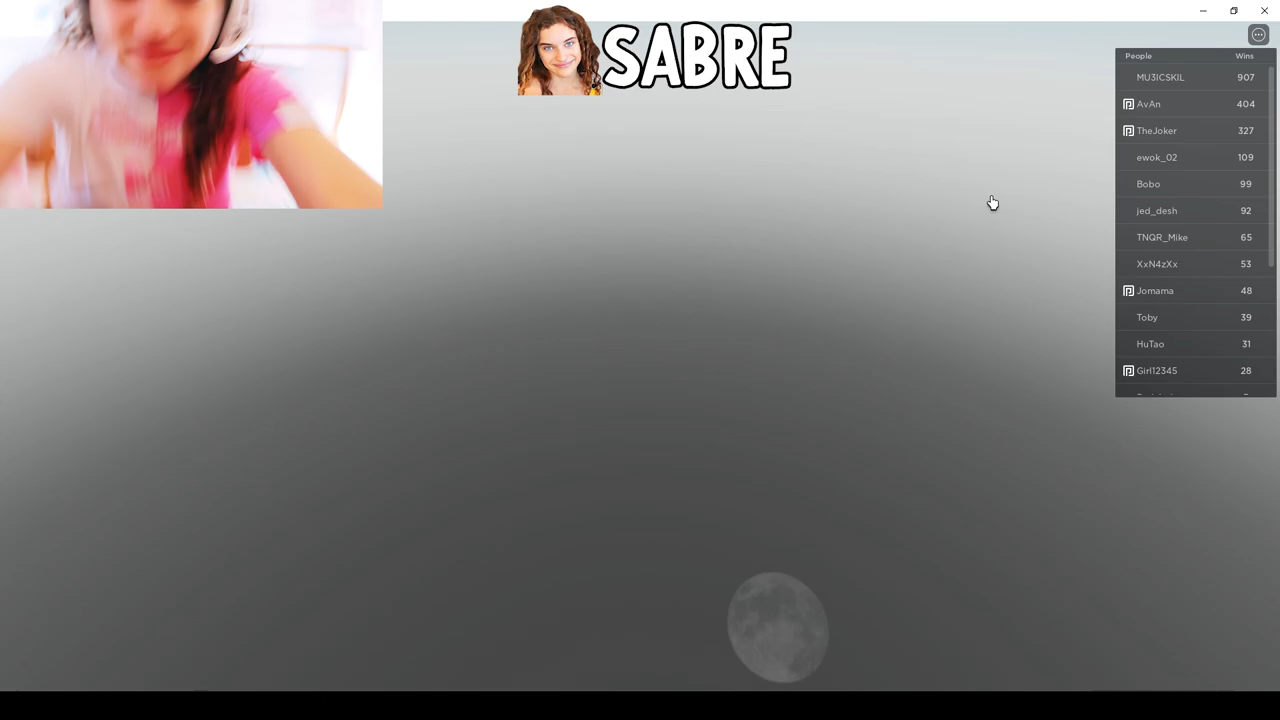 SABRE
People Wins
MU3ICSKIL 907
AvAn 404
TheJoker 327
ewok_02 109
Bobo 99
jed_desh 92
TNQR_Mike 65
XxN4zXx 53
Jomama 48
Toby 39
HuTao 31
Girl12345 28